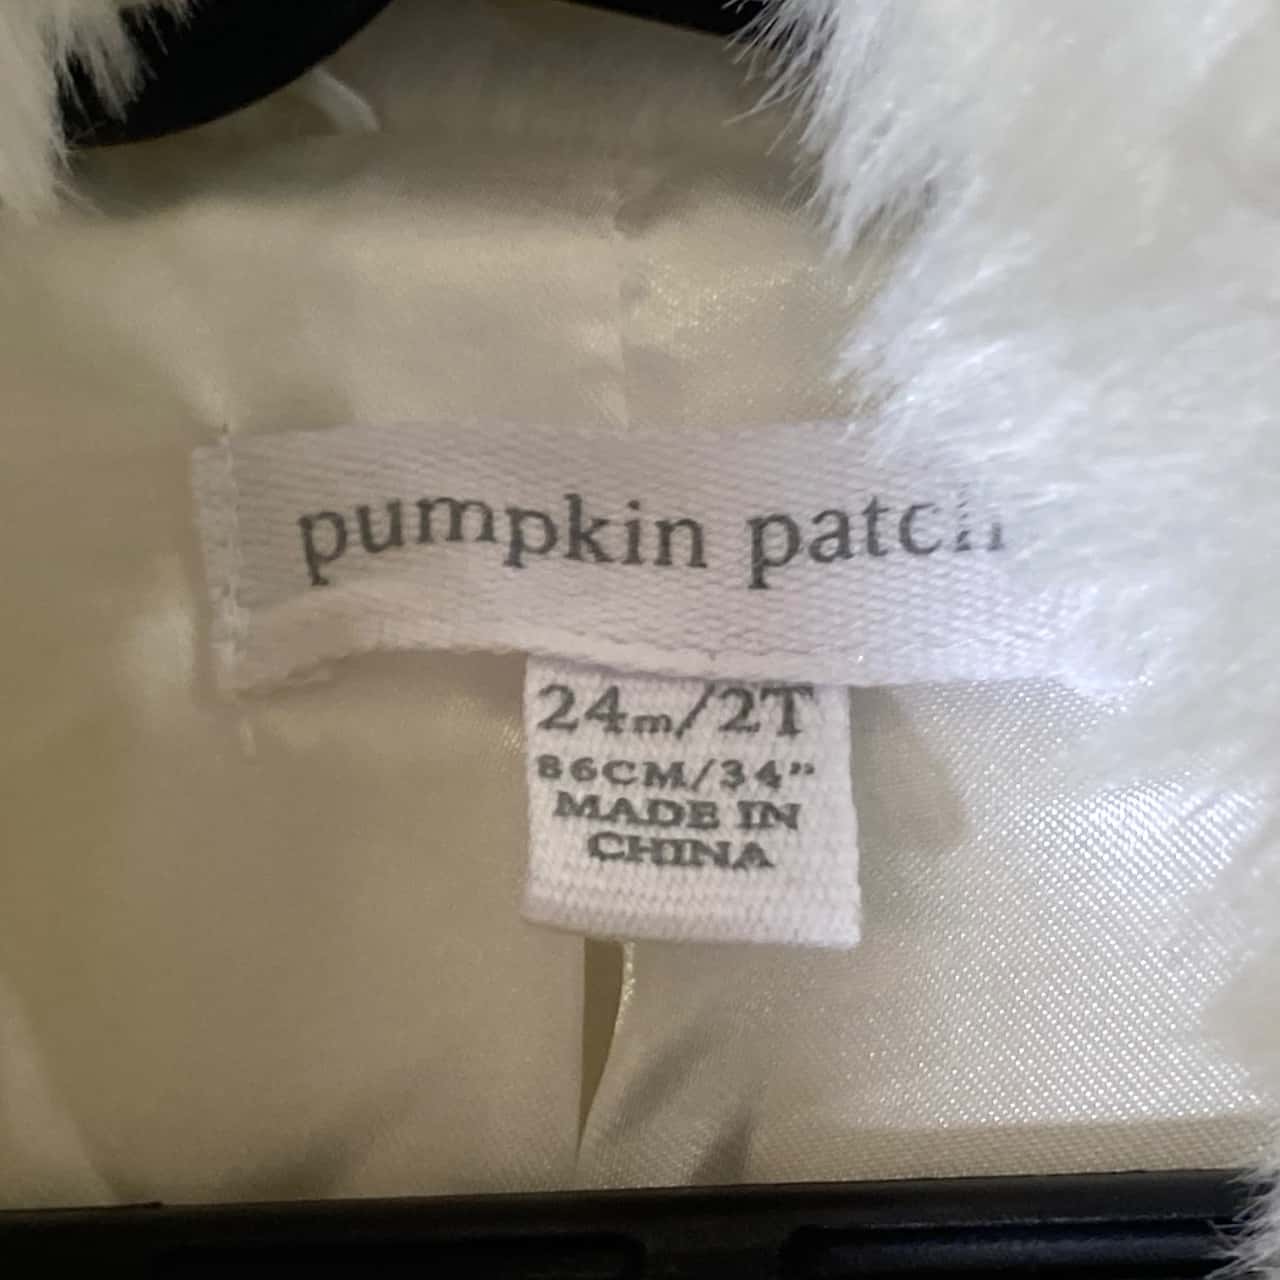 pumpkin patch
24m/2T
86CM/34"
MADE IN
CHINA